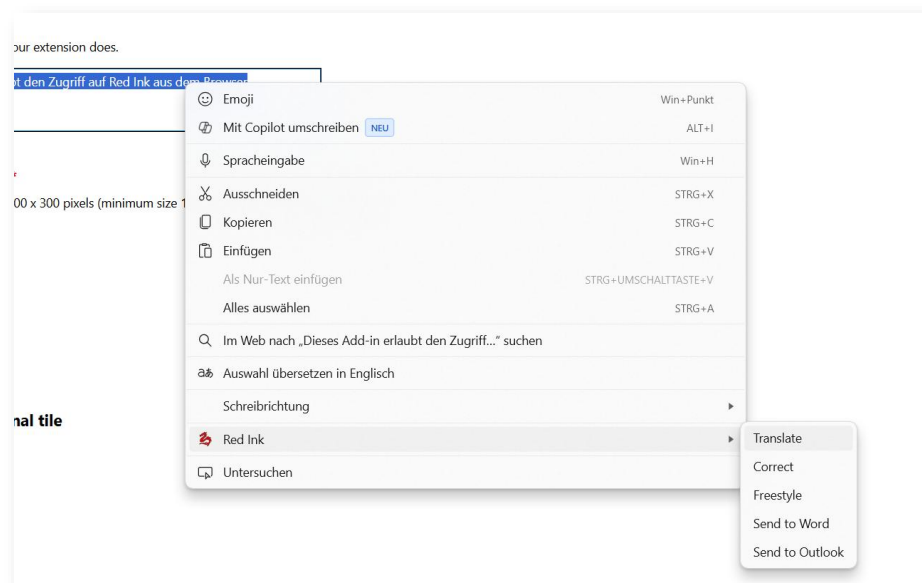 our extension does.
t den Zugriff auf Red Ink aus dem Browser
*
00 x 300 pixels (minimum size 1
nal tile
Emoji Win+Punkt
Mit Copilot umschreiben NEU ALT+I
Spracheingabe Win+H
Ausschneiden STRG+X
Kopieren STRG+C
Einfügen STRG+V
Als Nur-Text einfügen STRG+UMSCHALTTASTE+V
Alles auswählen STRG+A
Im Web nach „Dieses Add-in erlaubt den Zugriff...” suchen
Auswahl übersetzen in Englisch
Schreibrichtung
Red Ink
Untersuchen
Translate
Correct
Freestyle
Send to Word
Send to Outlook